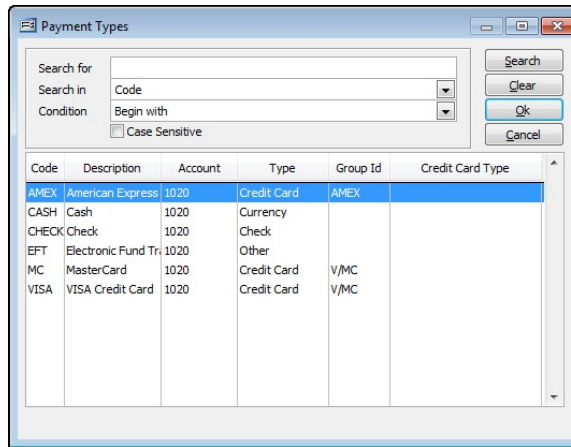 Payment Types
Search for
Search
Search in Code
Clear
Condition Begin with
Ok
Case Sensitive
Cancel
Code Description Account Type Group Id Credit Card Type
AMEX American Express 1020 Credit Card AMEX
CASH Cash 1020 Currency
CHECK Check 1020 Check
EFT Electronic Fund Tr 1020 Other
MC MasterCard 1020 Credit Card V/MC
VISA VISA Credit Card 1020 Credit Card V/MC